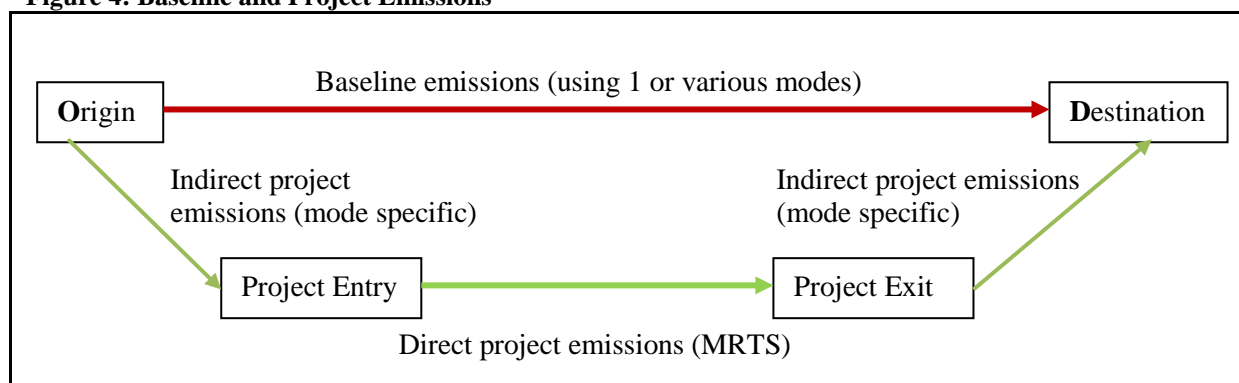 Figure 4: Baseline and Project Emissions
Baseline emissions (using 1 or various modes)
Origin
Destination
Indirect project
emissions (mode specific)
Indirect project emissions
(mode specific)
Project Entry
Project Exit
Direct project emissions (MRTS)